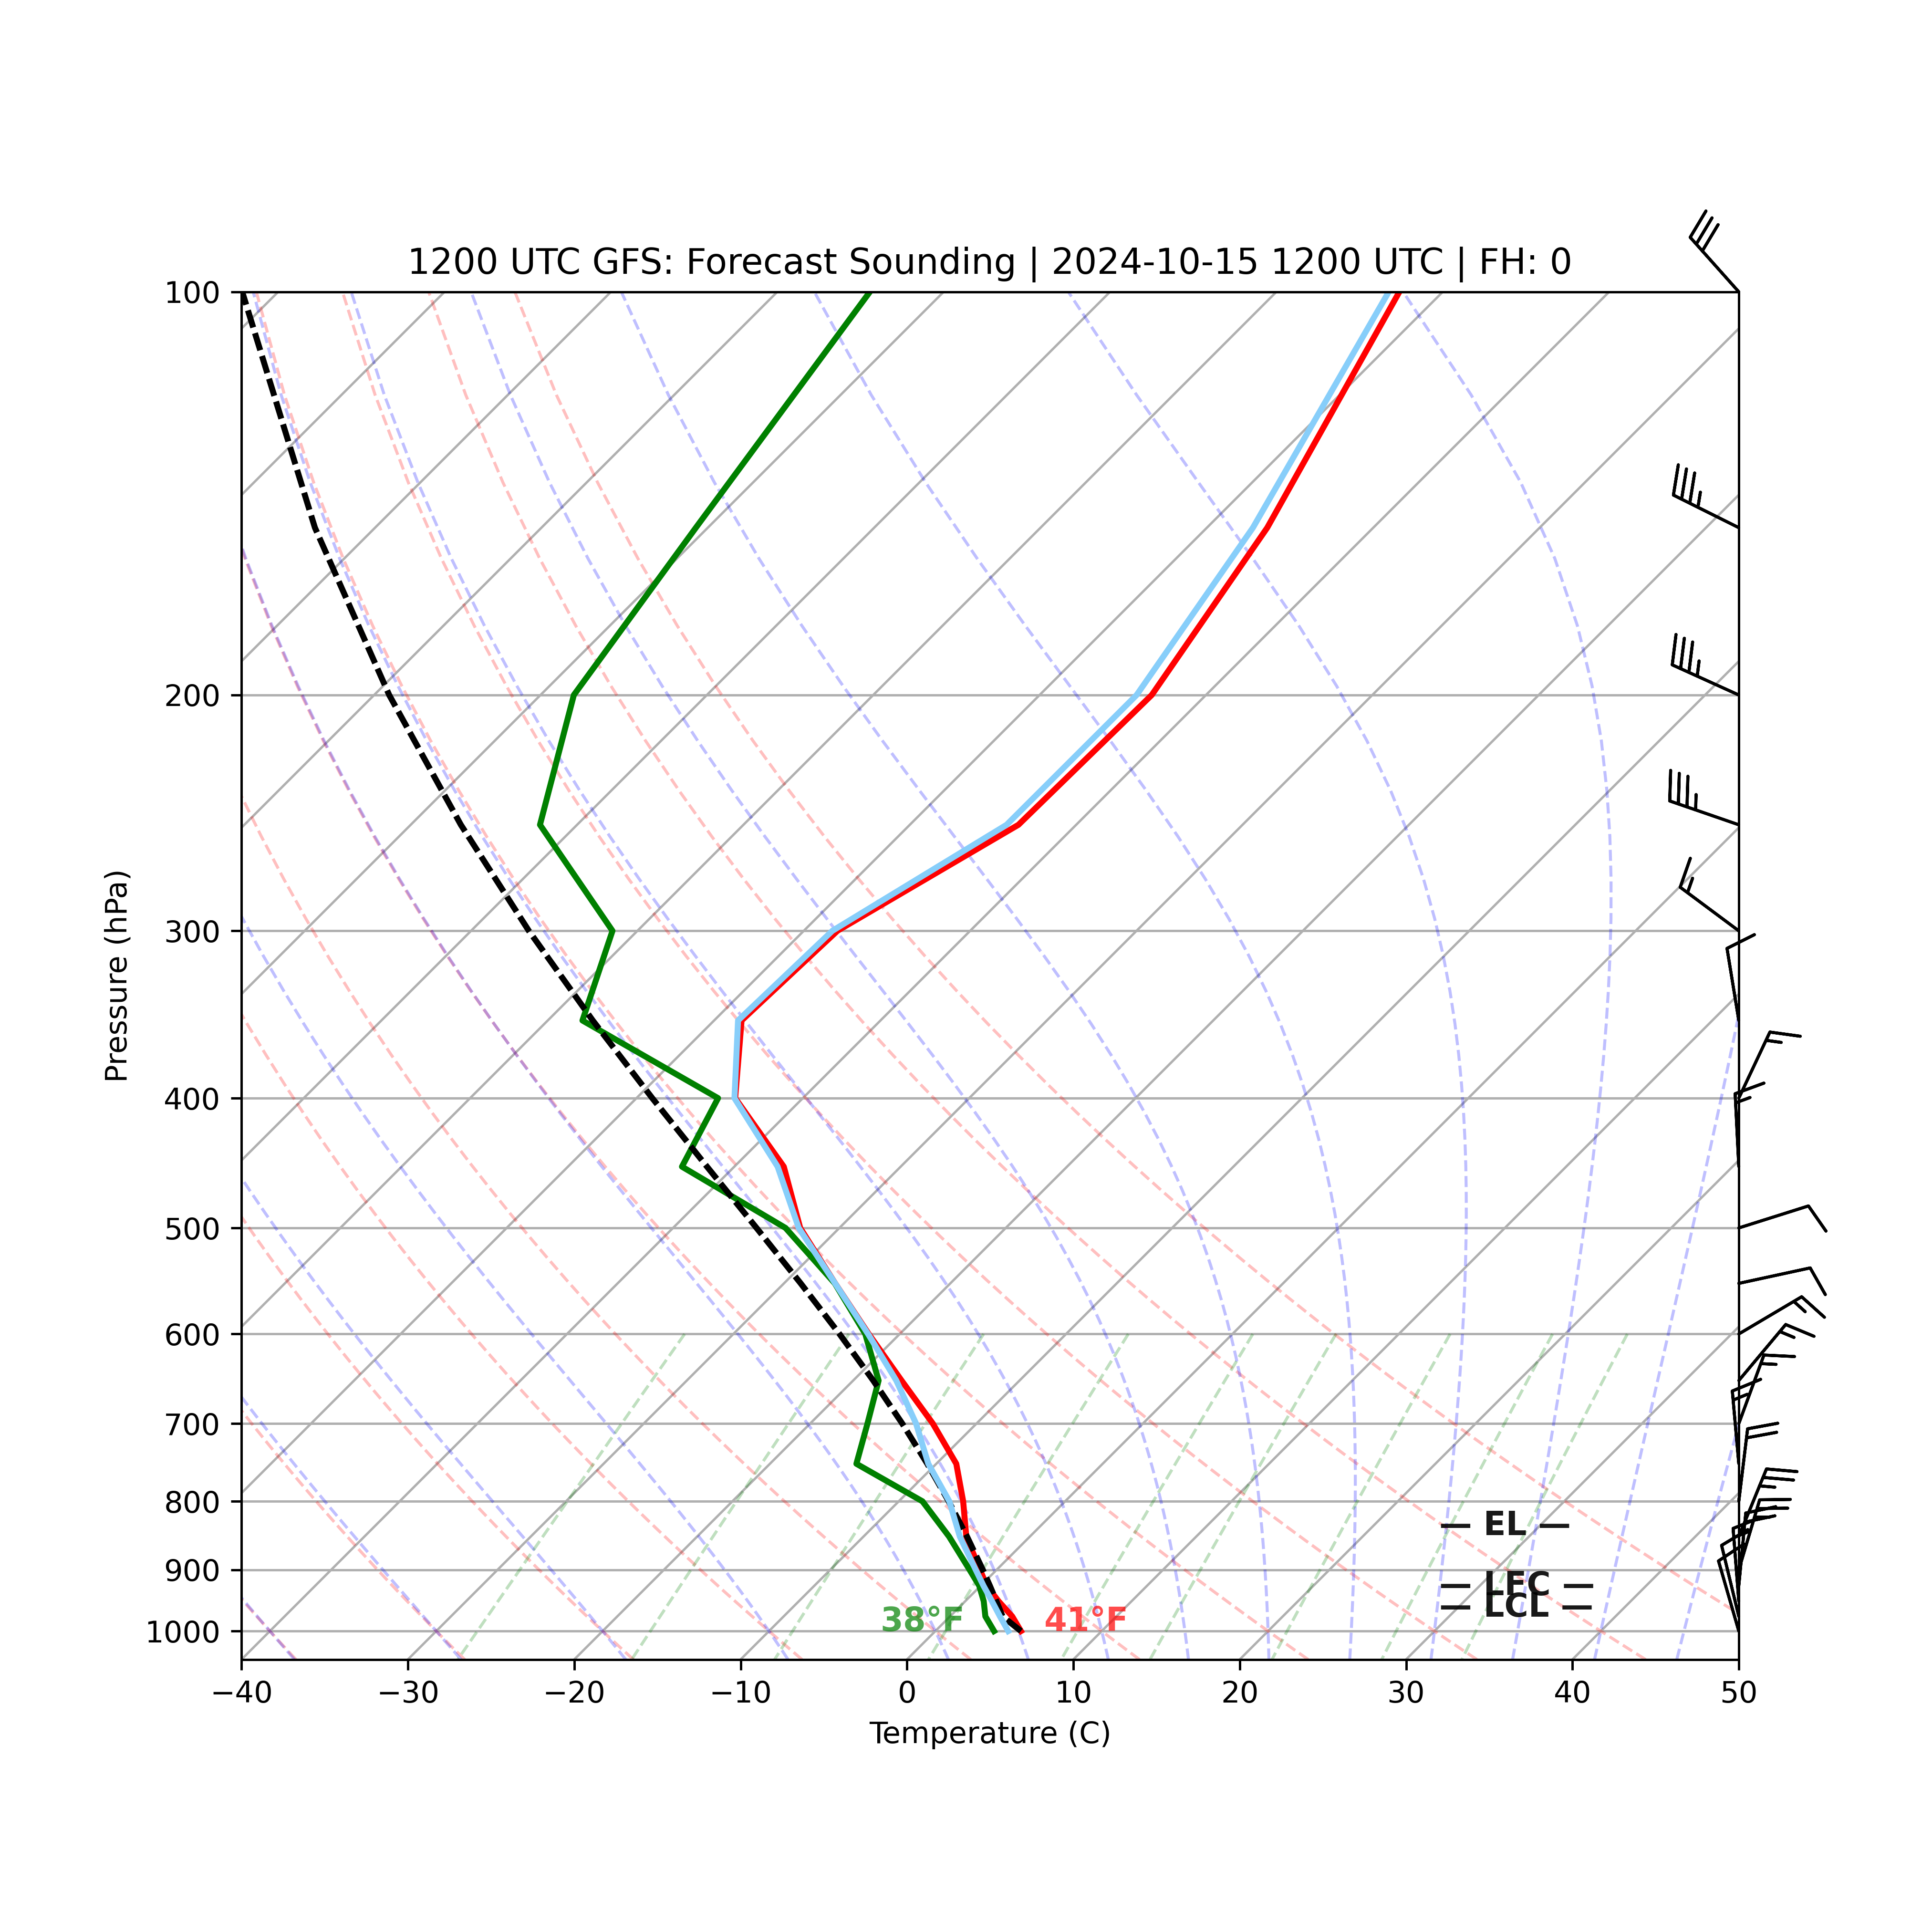 1200 UTC GFS: Forecast Sounding | 2024-10-15 1200 UTC | FH: 0
100
200
300
400
500
600
700
800
900
1000
Pressure (hPa)
— EL —
— LFC —
— LCL —
38°F
41°F
−40 −30 −20 −10 0 10 20 30 40 50
Temperature (C)